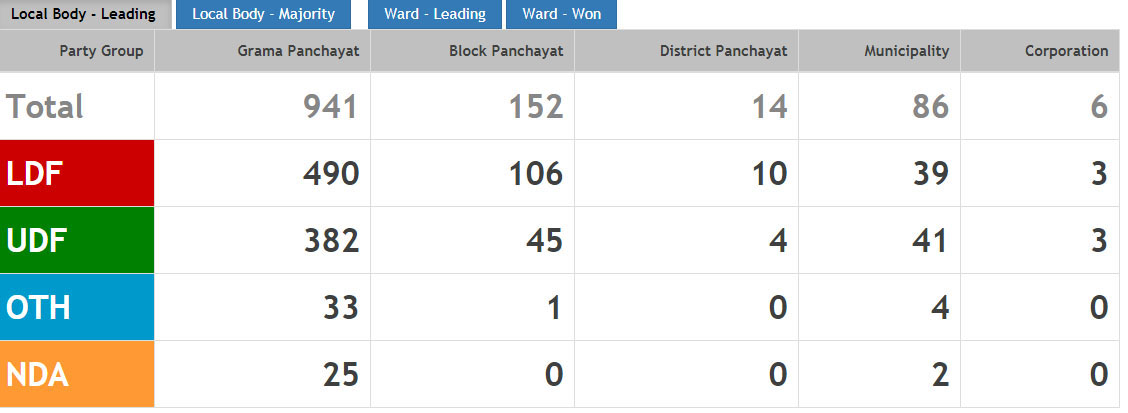 Local Body - Leading Local Body - Majority Ward - Leading Ward - Won
Party Group Grama Panchayat Block Panchayat District Panchayat Municipality Corporation
Total 941 152 14 86 6
LDF 490 106 10 39 3
UDF 382 45 4 41 3
OTH 33 1 0 4 0
NDA 25 0 0 2 0